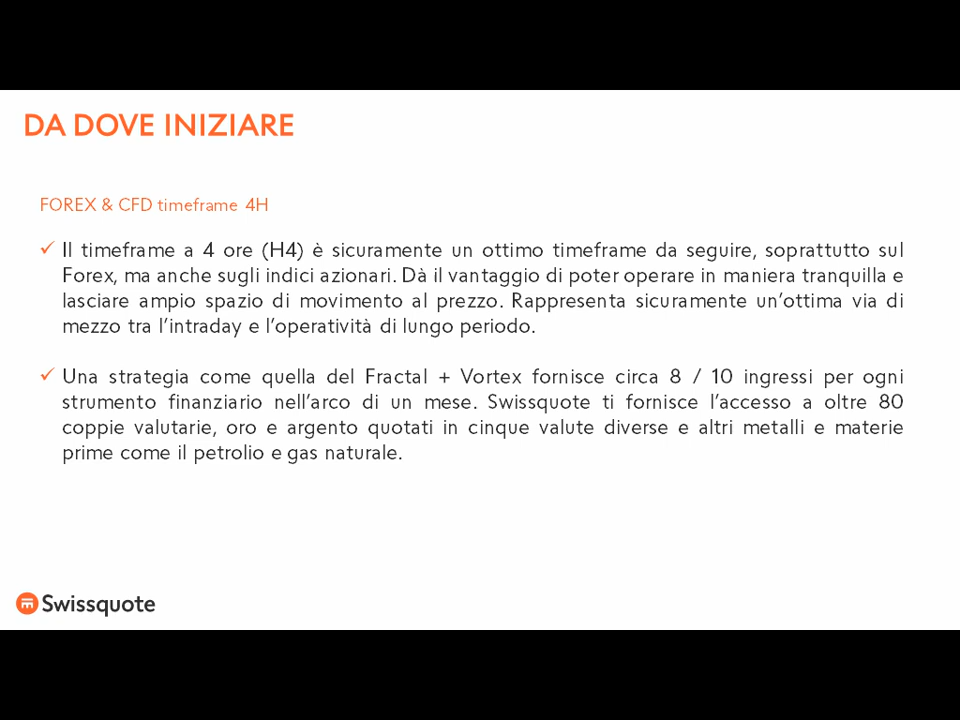 DA DOVE INIZIARE
FOREX & CFD timeframe 4H
✓ Il timeframe a 4 ore (H4) è sicuramente un ottimo timeframe da seguire, soprattutto sul
Forex, ma anche sugli indici azionari. Dà il vantaggio di poter operare in maniera tranquilla e
lasciare ampio spazio di movimento al prezzo. Rappresenta sicuramente un'ottima via di
mezzo tra l'intraday e l'operatività di lungo periodo.
✓ Una strategia come quella del Fractal + Vortex fornisce circa 8 / 10 ingressi per ogni
strumento finanziario nell'arco di un mese. Swissquote ti fornisce l'accesso a oltre 80
coppie valutarie, oro e argento quotati in cinque valute diverse e altri metalli e materie
prime come il petrolio e gas naturale.
Swissquote